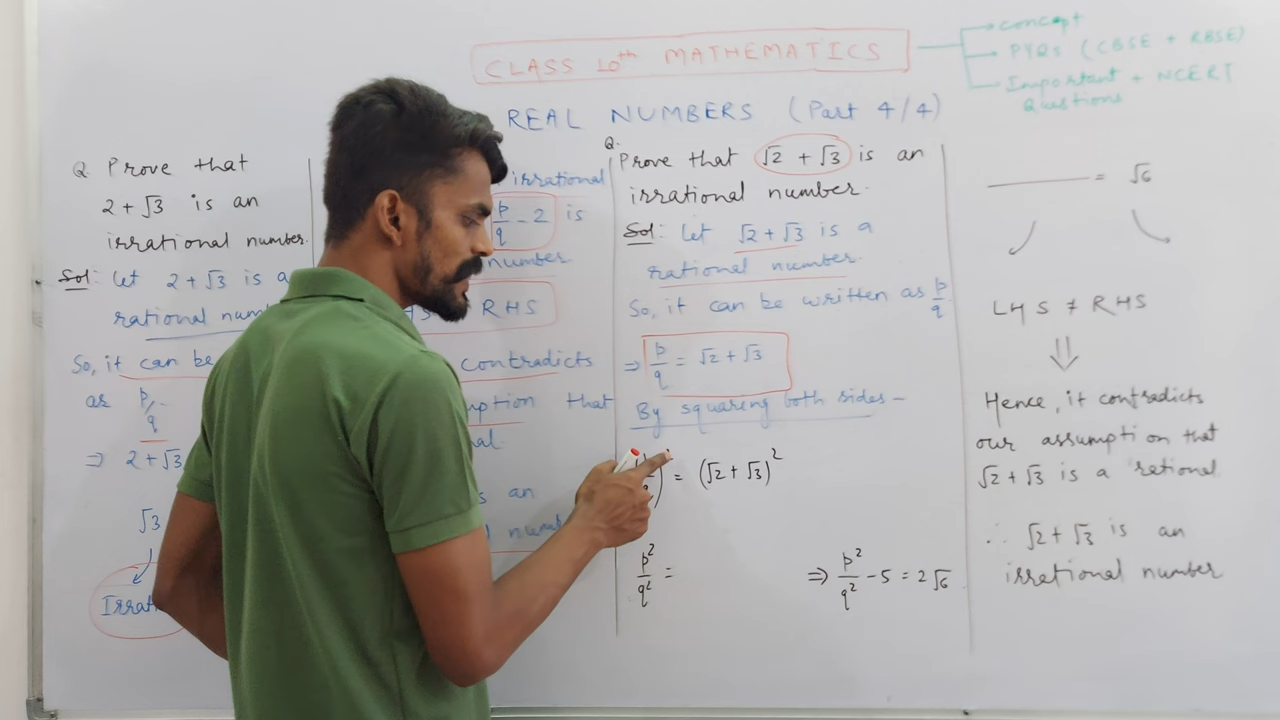 CLASS 10th MATHEMATICS
concept
PYQs (CBSE + RBSE)
Important + NCERT
Questions
REAL NUMBERS (Part 4/4)
Q. Prove that
2+√3 is an
irrational number.
Sol: let 2+√3 is a
rational num
So, it can be
as p/q
⇒ 2+√3
√3
Irrati
irrational
p/q - 2 is
number
RHS
contradicts
ption that
al.
s an
numb
Q.
Prove that √2 + √3 is an
irrational number.
Sol: let √2+√3 is a
rational number.
So, it can be written as p/q
⇒ p/q = √2+√3
By squaring both sides -
= (√2+√3)²
p²/q² =
⇒ p²/q² - 5 = 2√6
= √6
LHS ≠ RHS
⇓
Hence, it contradicts
our assumption that
√2+√3 is a rational
∴ √2+√3 is an
irrational number